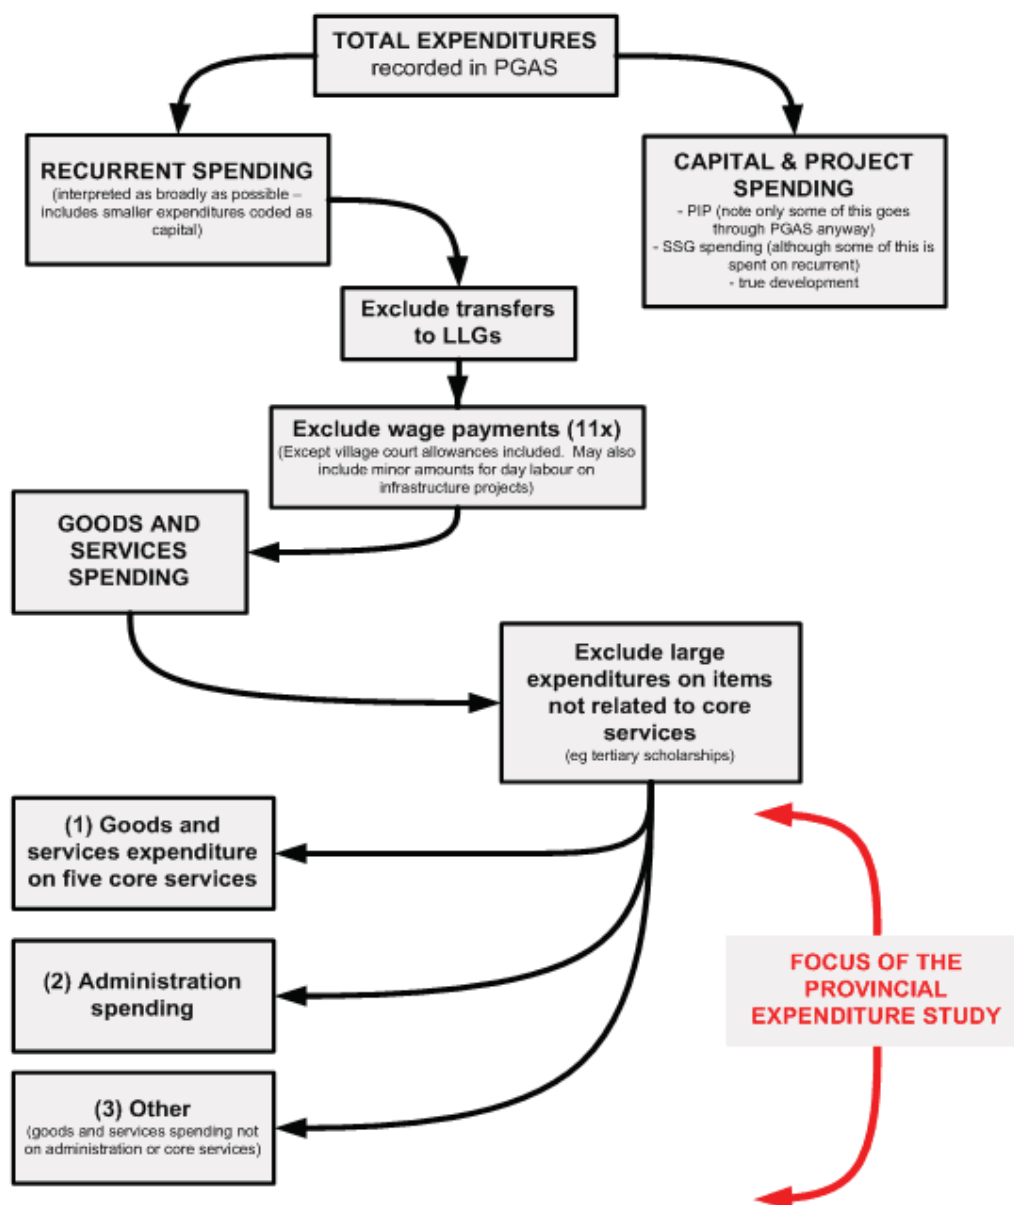 TOTAL EXPENDITURES
recorded in PGAS
RECURRENT SPENDING
(interpreted as broadly as possible –
includes smaller expenditures coded as
capital)
CAPITAL & PROJECT
SPENDING
- PIP (note only some of this goes
through PGAS anyway)
- SSG spending (although some of this is
spent on recurrent)
- true development
Exclude transfers
to LLGs
Exclude wage payments (11x)
(Except village court allowances included. May also
include minor amounts for day labour on
infrastructure projects)
GOODS AND
SERVICES
SPENDING
Exclude large
expenditures on items
not related to core
services
(eg tertiary scholarships)
(1) Goods and
services expenditure
on five core services
(2) Administration
spending
(3) Other
(goods and services spending not
on administration or core services)
FOCUS OF THE
PROVINCIAL
EXPENDITURE STUDY